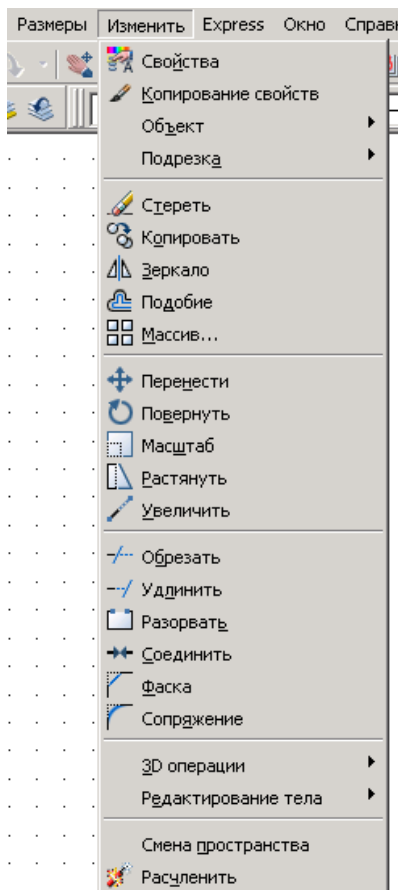 Размеры Изменить Express Окно
Свойства
Копирование свойств
Объект
Подрезка
Стереть
Копировать
Зеркало
Подобие
Массив...
Перенести
Повернуть
Масштаб
Растянуть
Увеличить
Обрезать
Удлинить
Разорвать
Соединить
Фаска
Сопряжение
3D операции
Редактирование тела
Смена пространства
Расчленить